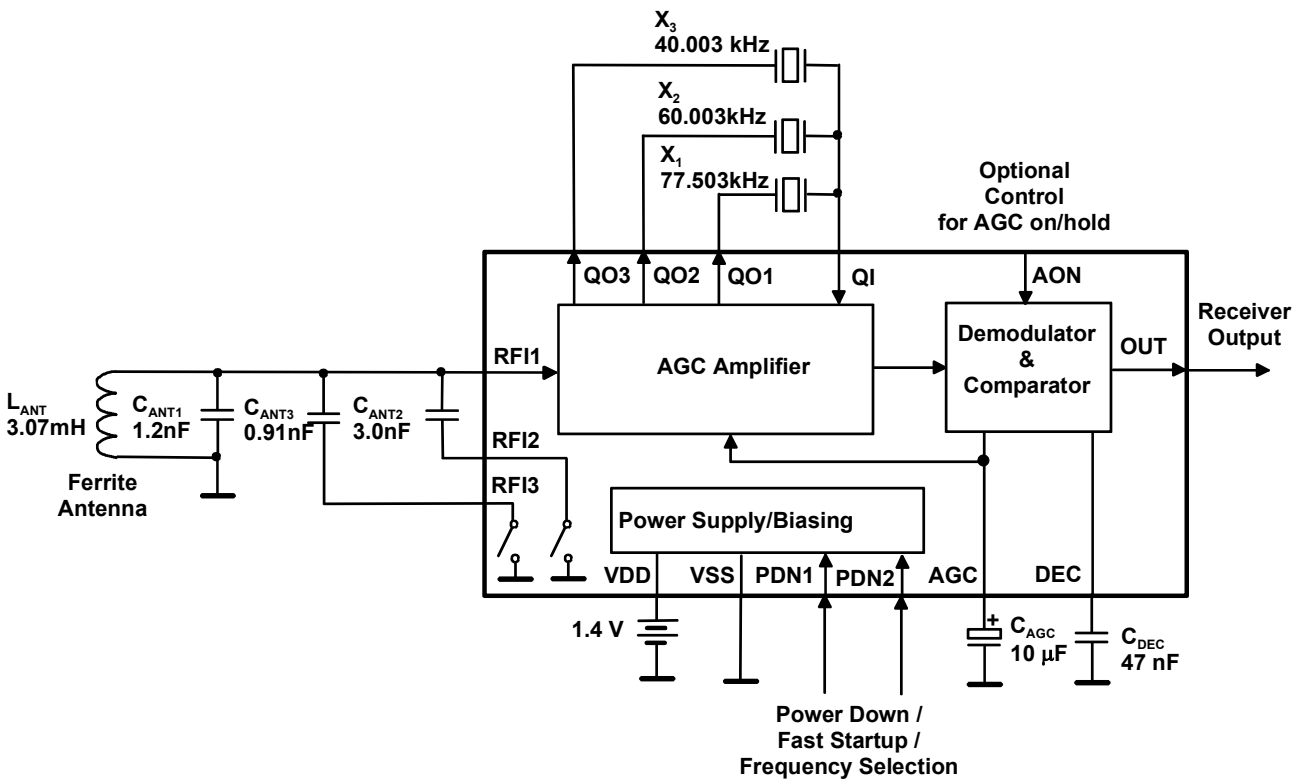 X3
40.003 kHz
X2
60.003kHz
X1
77.503kHz
Optional
Control
for AGC on/hold
QO3
QO2
QO1
QI
AON
Receiver
Output
RFI1
AGC Amplifier
Demodulator
&
Comparator
OUT
LANT
3.07mH
CANT1
1.2nF
CANT3
0.91nF
CANT2
3.0nF
RFI2
RFI3
Ferrite
Antenna
Power Supply/Biasing
VDD
VSS
PDN1
PDN2
AGC
DEC
1.4 V
+
CAGC
10 μF
CDEC
47 nF
Power Down /
Fast Startup /
Frequency Selection